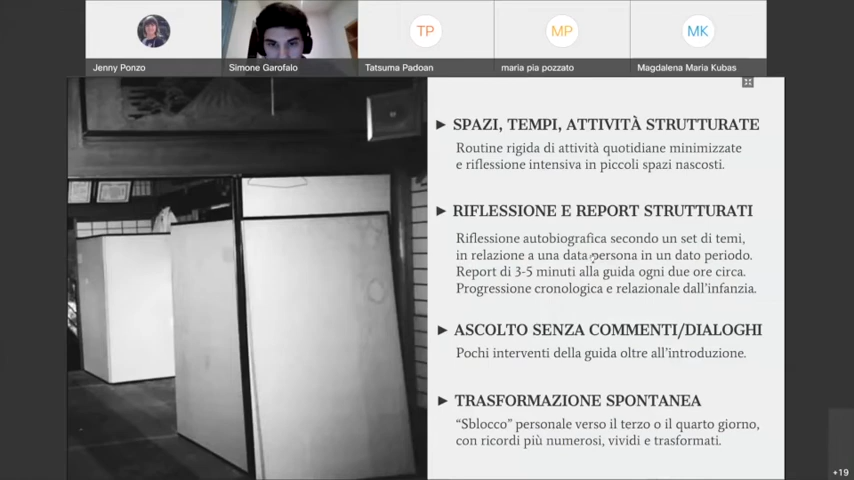 TP
MP
MK
Jenny Ponzo
Simone Garofalo
Tatsuma Padoan
maria pia pozzato
Magdalena Maria Kubas
► SPAZI, TEMPI, ATTIVITÀ STRUTTURATE
Routine rigida di attività quotidiane minimizzate
e riflessione intensiva in piccoli spazi nascosti.
► RIFLESSIONE E REPORT STRUTTURATI
Riflessione autobiografica secondo un set di temi,
in relazione a una data persona in un dato periodo.
Report di 3-5 minuti alla guida ogni due ore circa.
Progressione cronologica e relazionale dall'infanzia.
► ASCOLTO SENZA COMMENTI/DIALOGHI
Pochi interventi della guida oltre all'introduzione.
► TRASFORMAZIONE SPONTANEA
“Sblocco” personale verso il terzo o il quarto giorno,
con ricordi più numerosi, vividi e trasformati.
+19